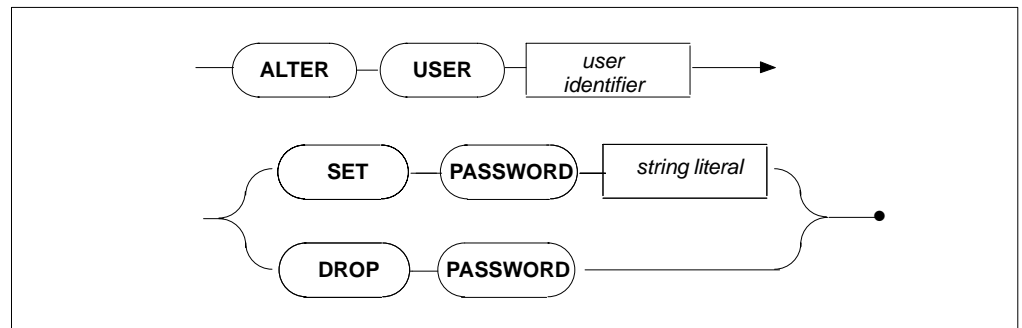 ALTER USER user
identifier
SET PASSWORD string literal
DROP PASSWORD